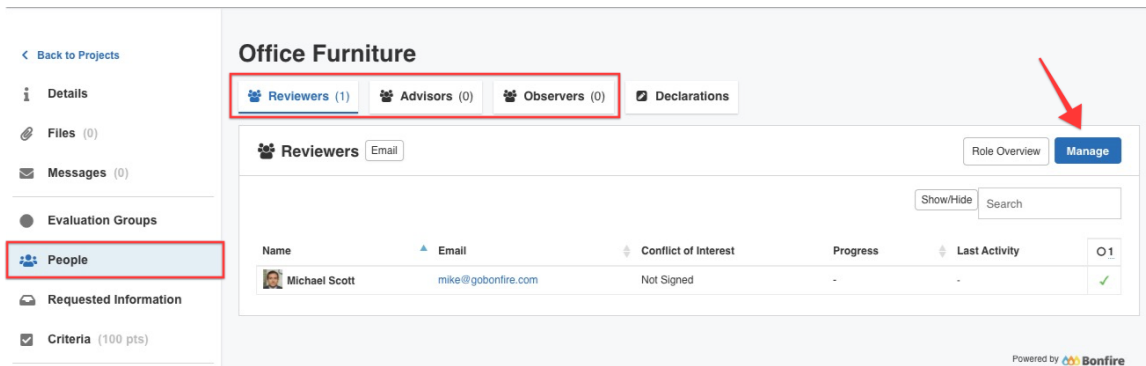 Back to Projects
Details
Files (0)
Messages (0)
Evaluation Groups
People
Requested Information
Criteria (100 pts)
Office Furniture
Reviewers (1) Advisors (0) Observers (0) Declarations
Reviewers Email Role Overview Manage
Show/Hide Search
Name Email Conflict of Interest Progress Last Activity 1
Michael Scott mike@gobonfire.com Not Signed - -
Powered by Bonfire